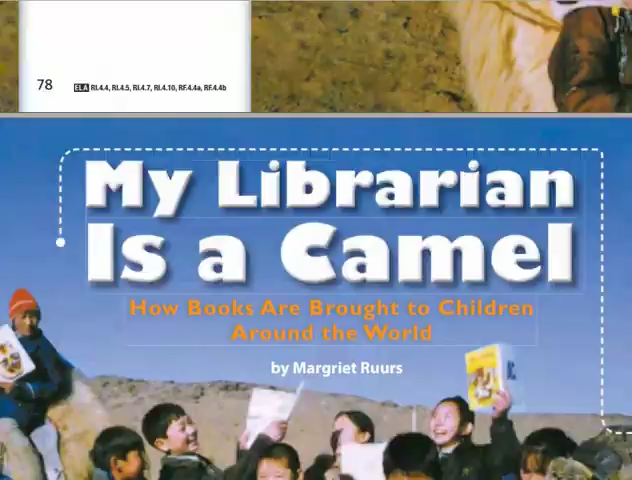 78
ELA RI.4.4, RI.4.5, RI.4.7, RI.4.10, RF.4.4a, RF.4.4b
My Librarian
Is a Camel
How Books Are Brought to Children
Around the World
by Margriet Ruurs